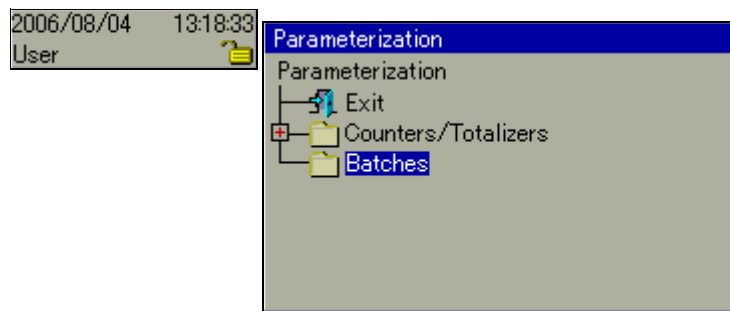 2006/08/04 13:18:33
User
Parameterization
Parameterization
Exit
Counters/Totalizers
Batches